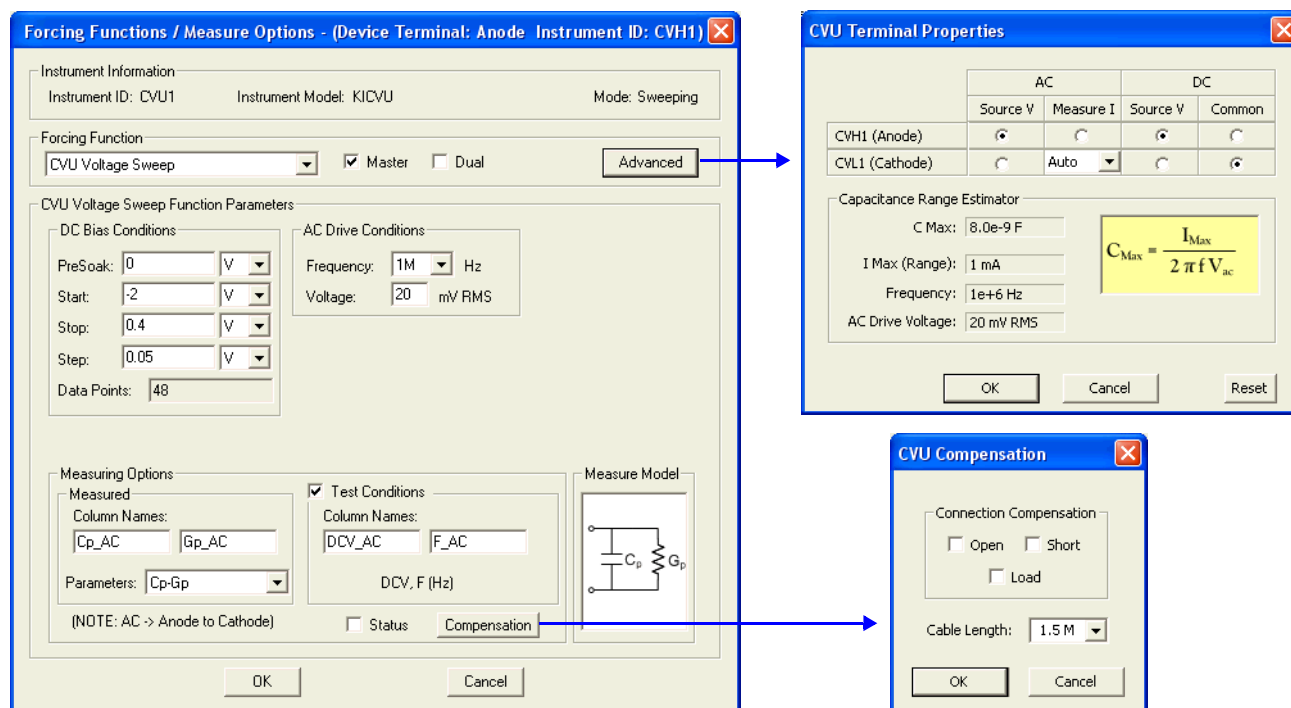 Forcing Functions / Measure Options - (Device Terminal: Anode Instrument ID: CVH1)
Instrument Information
Instrument ID: CVU1 Instrument Model: KICVU Mode: Sweeping
Forcing Function
CVU Voltage Sweep Master Dual Advanced
CVU Voltage Sweep Function Parameters
DC Bias Conditions
PreSoak: 0 V
Start: -2 V
Stop: 0.4 V
Step: 0.05 V
Data Points: 48
AC Drive Conditions
Frequency: 1M Hz
Voltage: 20 mV RMS
Measuring Options
Measured
Column Names:
Cp_AC Gp_AC
Parameters: Cp-Gp
(NOTE: AC -> Anode to Cathode)
Test Conditions
Column Names:
DCV_AC F_AC
DCV, F (Hz)
Status Compensation
Measure Model
Cp Gp
OK Cancel
CVU Terminal Properties
AC DC
Source V Measure I Source V Common
CVH1 (Anode)
CVL1 (Cathode) Auto
Capacitance Range Estimator
C Max: 8.0e-9 F
I Max (Range): 1 mA
Frequency: 1e+6 Hz
AC Drive Voltage: 20 mV RMS
C_Max = I_Max / 2 π f V_ac
OK Cancel Reset
CVU Compensation
Connection Compensation
Open Short
Load
Cable Length: 1.5 M
OK Cancel